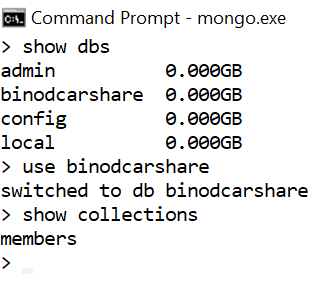 Command Prompt - mongo.exe
> show dbs
admin          0.000GB
binodcarshare  0.000GB
config         0.000GB
local          0.000GB
> use binodcarshare
switched to db binodcarshare
> show collections
members
>